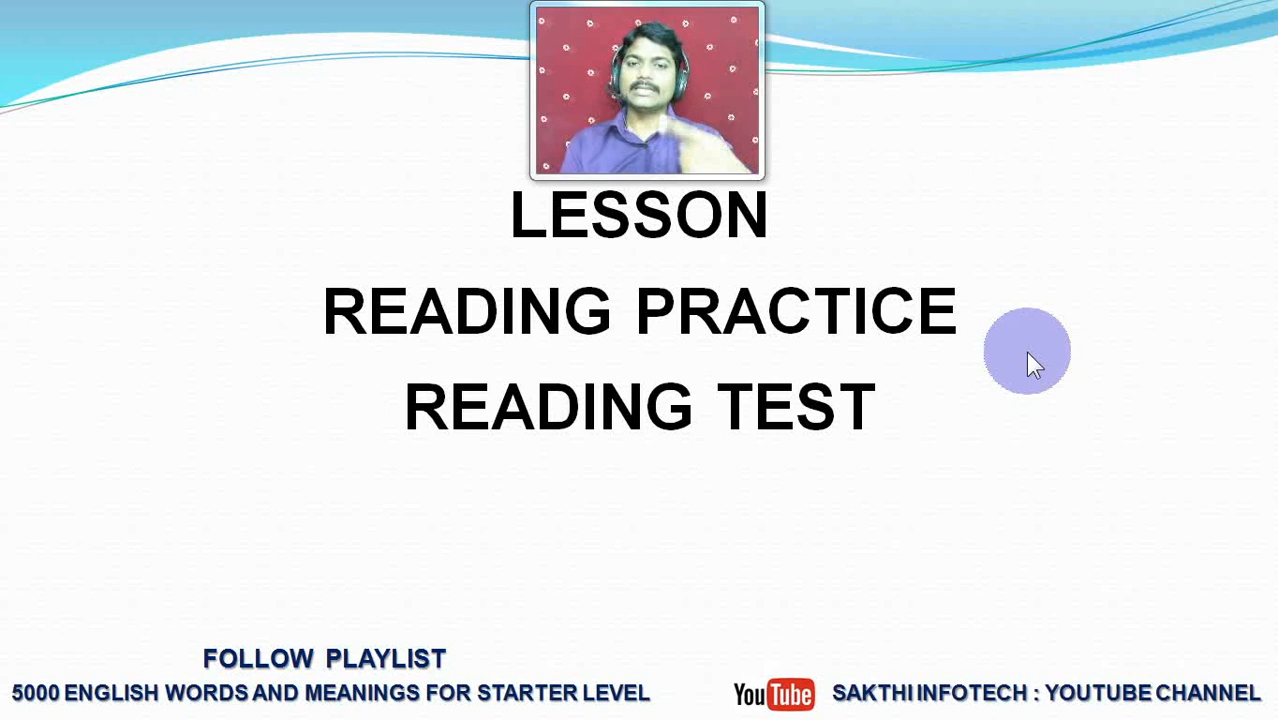 LESSON
READING PRACTICE
READING TEST
FOLLOW PLAYLIST
5000 ENGLISH WORDS AND MEANINGS FOR STARTER LEVEL
YouTube SAKTHI INFOTECH : YOUTUBE CHANNEL